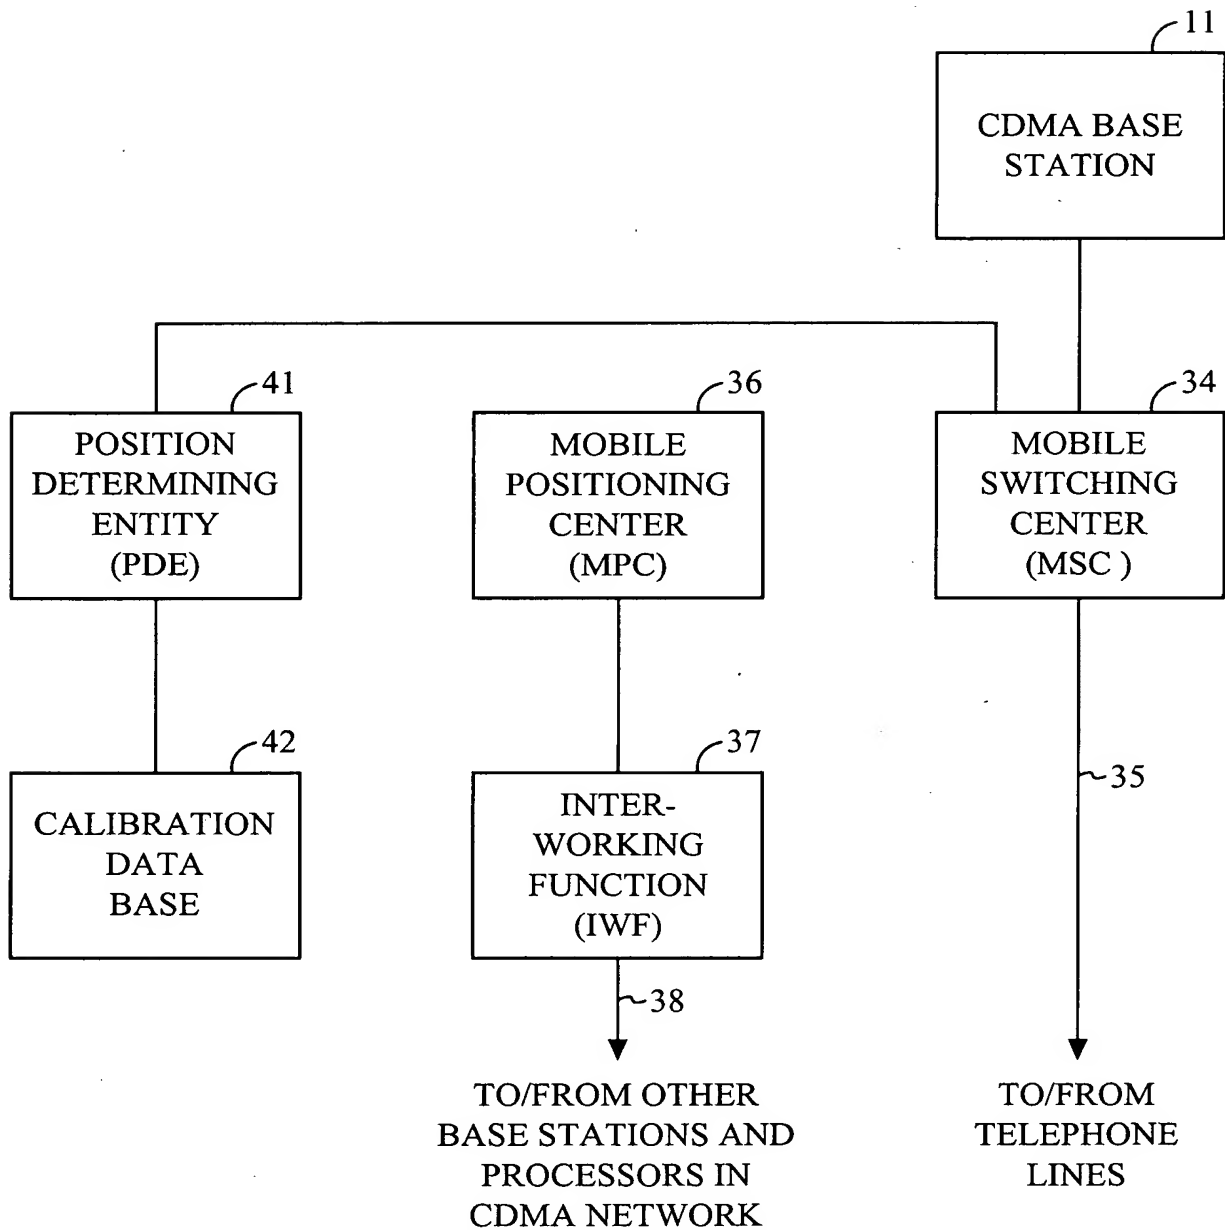 11
CDMA BASE
STATION
41
POSITION
DETERMINING
ENTITY
(PDE)
36
MOBILE
POSITIONING
CENTER
(MPC)
34
MOBILE
SWITCHING
CENTER
(MSC )
42
CALIBRATION
DATA
BASE
37
INTER-
WORKING
FUNCTION
(IWF)
35
38
TO/FROM OTHER
BASE STATIONS AND
PROCESSORS IN
CDMA NETWORK
TO/FROM
TELEPHONE
LINES